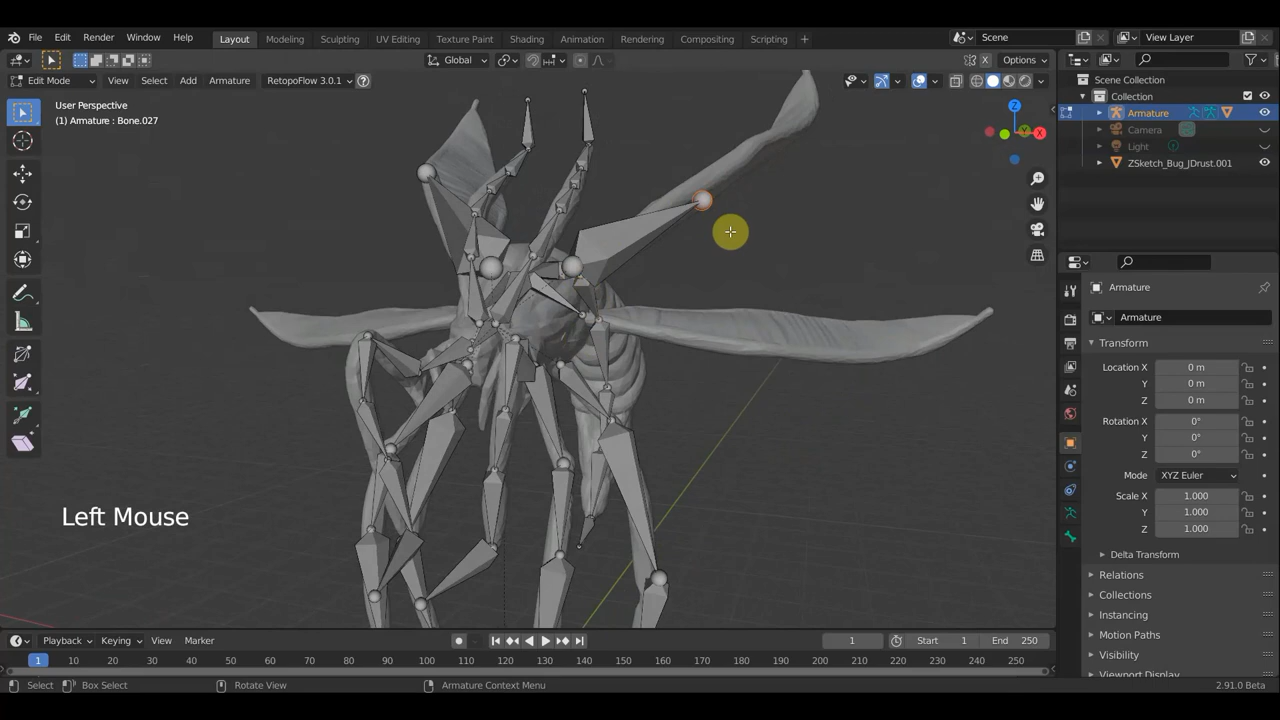 File Edit Render Window Help Layout Modeling Sculpting UV Editing Texture Paint Shading Animation Rendering Compositing Scripting + Scene View Layer
Global X Options
Edit Mode View Select Add Armature RetopoFlow 3.0.1 ?
User Perspective
(1) Armature : Bone.027
Z
Y
X
Left Mouse
Scene Collection
Collection
Armature
Camera
Light
ZSketch_Bug_JDrust.001
Armature
Armature
Transform
Location X 0 m
Y 0 m
Z 0 m
Rotation X 0°
Y 0°
Z 0°
Mode XYZ Euler
Scale X 1.000
Y 1.000
Z 1.000
Delta Transform
Relations
Collections
Instancing
Motion Paths
Visibility
Viewport Display
Playback Keying View Marker 1 Start 1 End 250
1 10 20 30 40 50 60 70 80 90 100 110 120 130 140 150 160 170 180 190 200 210 220 230 240 250
Select Box Select Rotate View Armature Context Menu 2.91.0 Beta